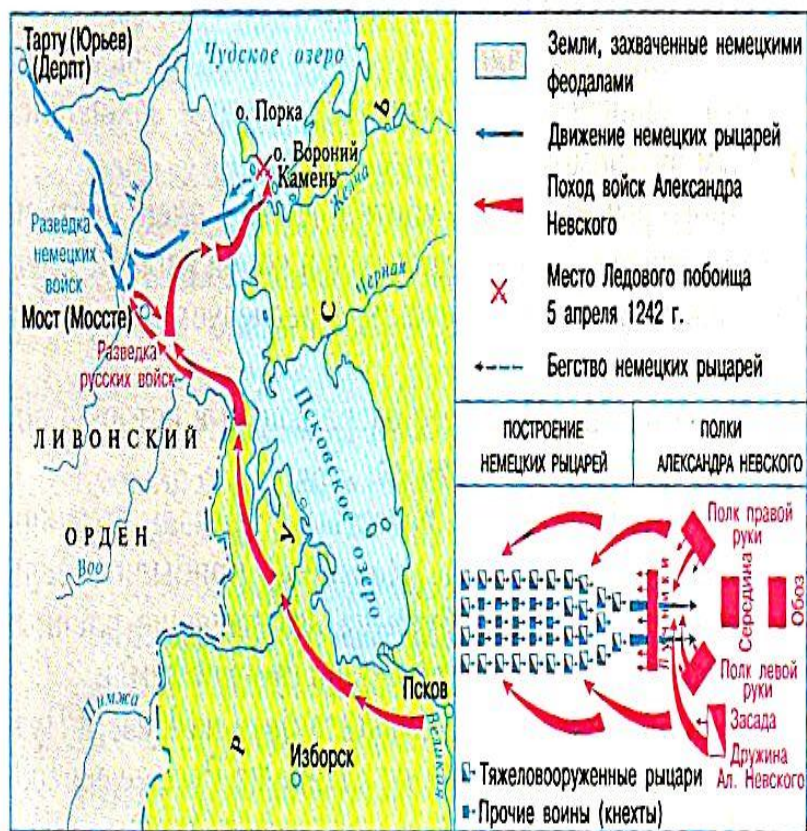 Тарту (Юрьев)
(Дерпт)
Чудское озеро
о. Порка
о. Вороний
Камень
Желча
Ая
Разведка
немецких
войск
Мост (Моссте)
Разведка
русских войск
Черная
Псковское озеро
ЛИВОНСКИЙ
ОРДЕН
Воо
Пимжа
Р У С Ь
Изборск
Псков
Великая
Земли, захваченные немецкими
феодалами
Движение немецких рыцарей
Поход войск Александра
Невского
Место Ледового побоища
5 апреля 1242 г.
Бегство немецких рыцарей
ПОСТРОЕНИЕ
НЕМЕЦКИХ РЫЦАРЕЙ
ПОЛКИ
АЛЕКСАНДРА НЕВСКОГО
Полк правой
руки
Лучники
Середина
Обоз
Полк левой
руки
Засада
Дружина
Ал. Невского
Тяжеловооруженные рыцари
Прочие воины (кнехты)